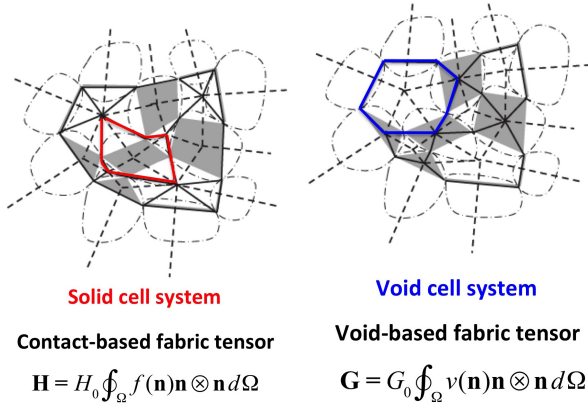 Solid cell system
Void cell system
Contact-based fabric tensor
Void-based fabric tensor
𝐇 = H₀∮_Ω f(𝐧)𝐧 ⊗ 𝐧 dΩ
𝐆 = G₀∮_Ω v(𝐧)𝐧 ⊗ 𝐧 dΩ